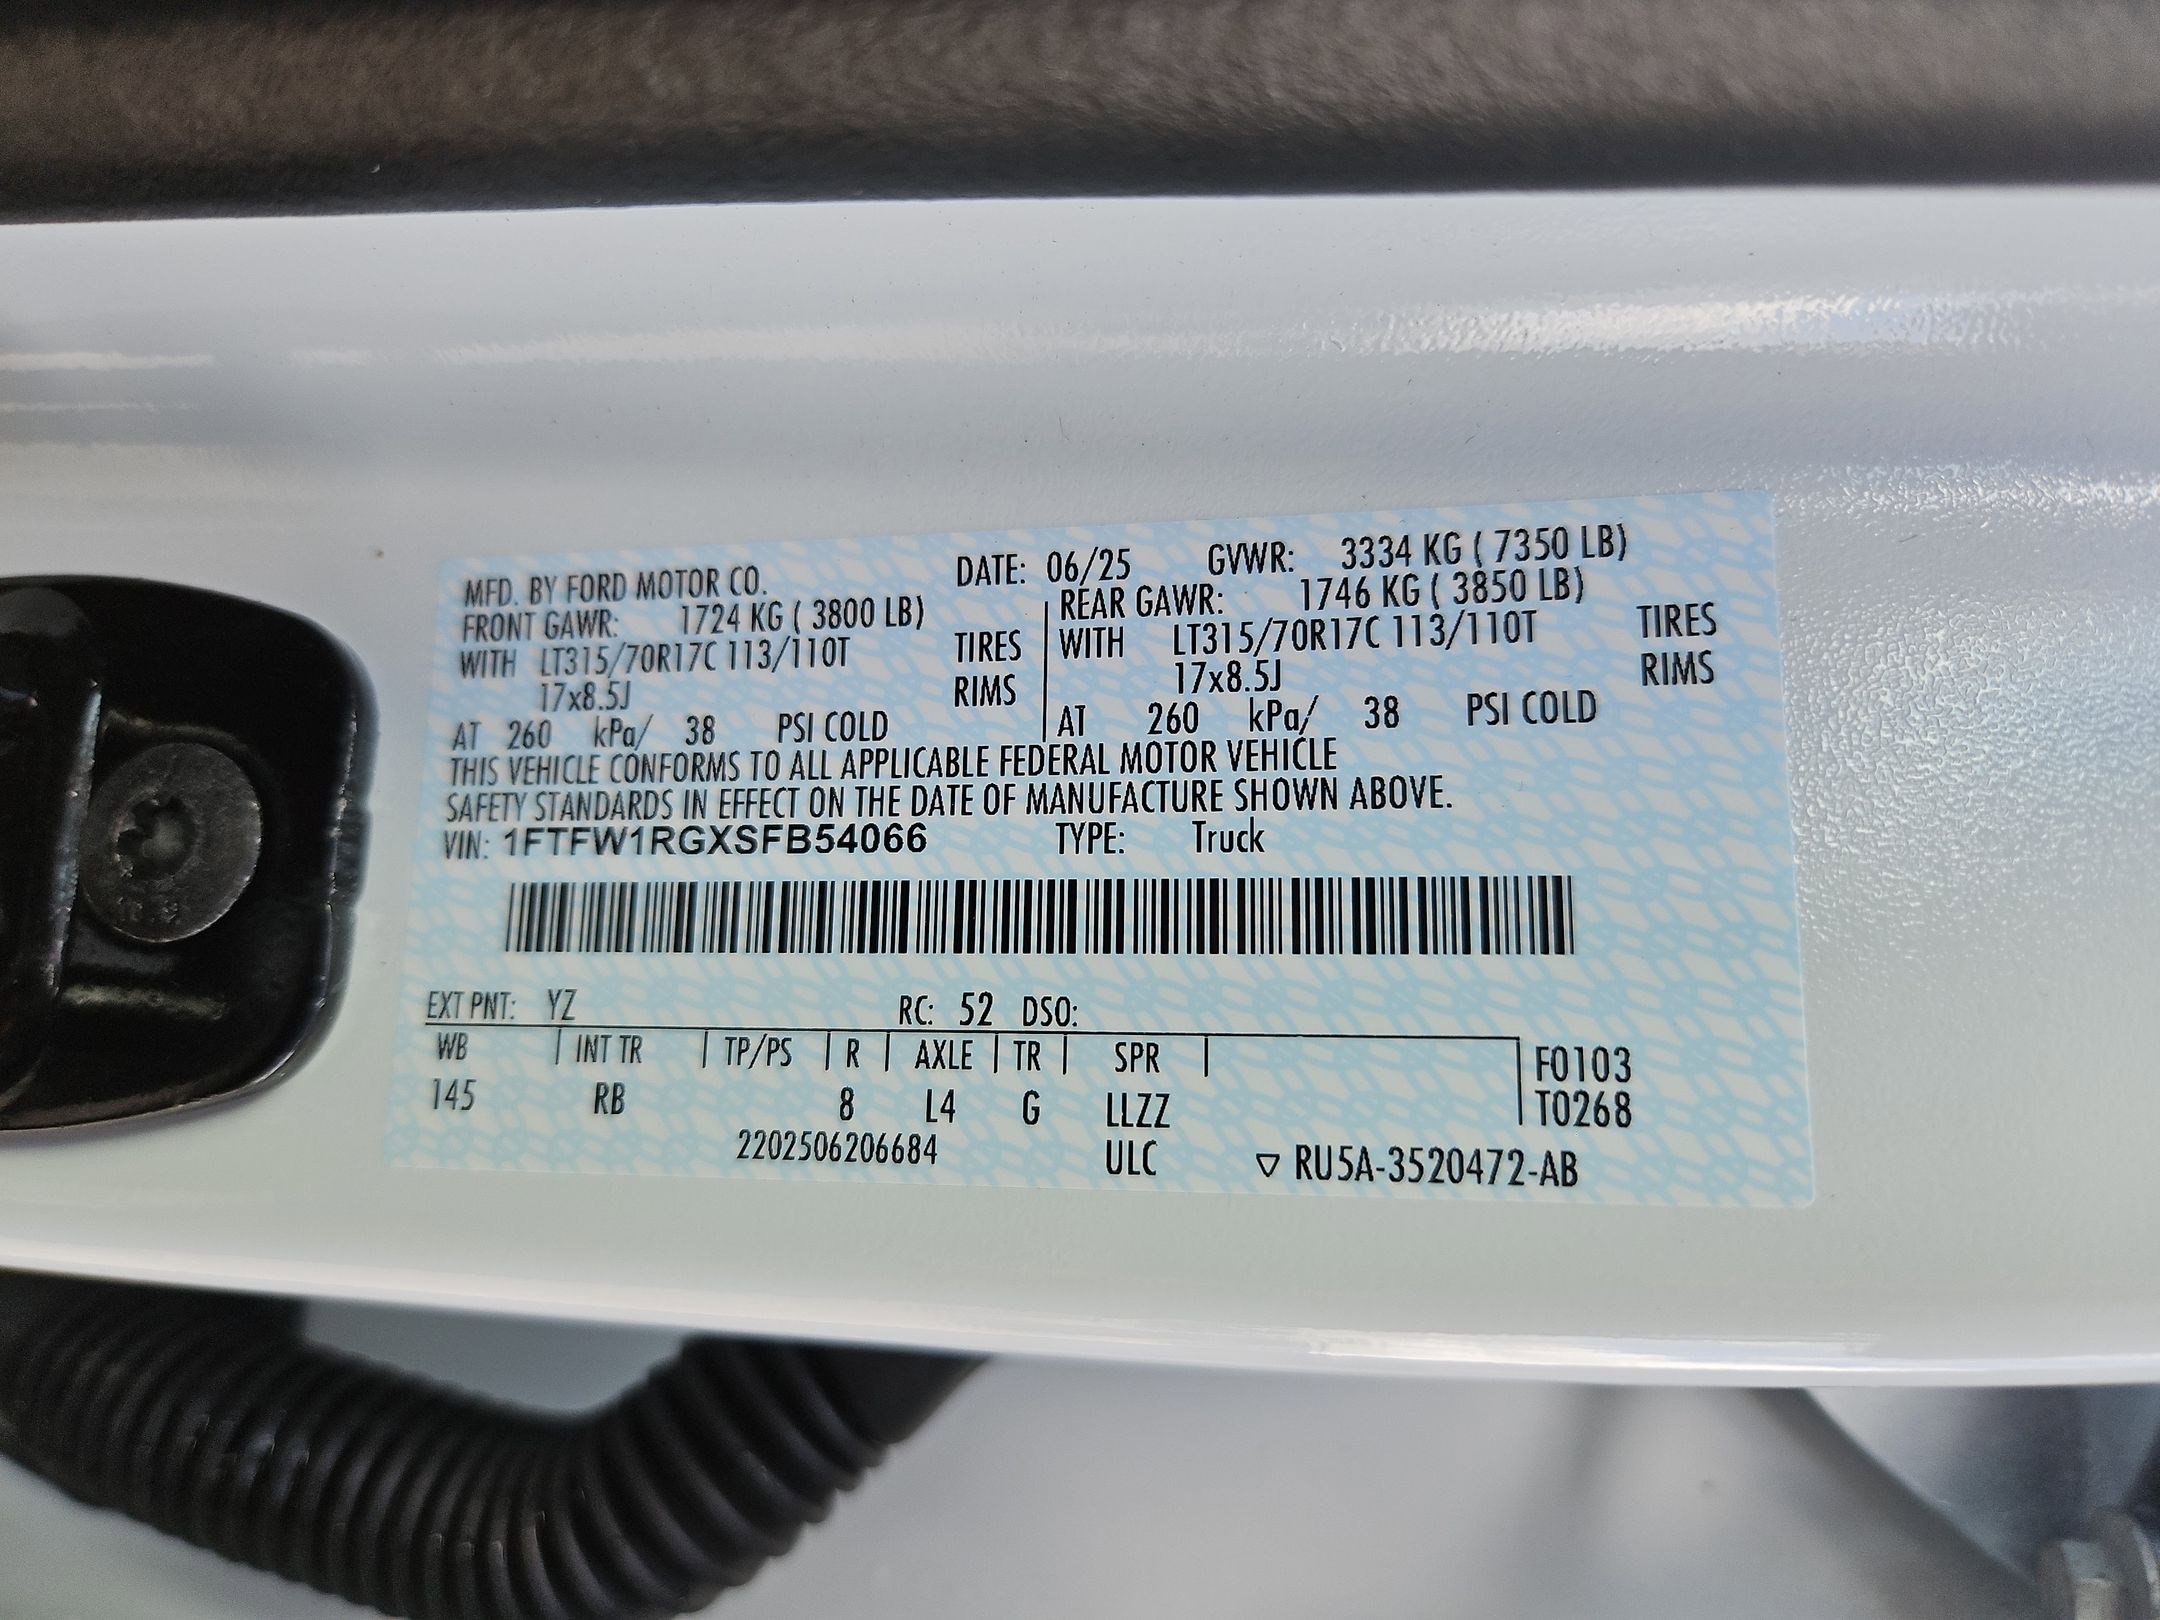 MFD. BY FORD MOTOR CO. DATE: 06/25 GVWR: 3334 KG ( 7350 LB)
FRONT GAWR: 1724 KG ( 3800 LB) REAR GAWR: 1746 KG ( 3850 LB)
WITH LT315/70R17C 113/110T TIRES WITH LT315/70R17C 113/110T TIRES
17x8.5J RIMS 17x8.5J RIMS
AT 260 kPa/ 38 PSI COLD AT 260 kPa/ 38 PSI COLD
THIS VEHICLE CONFORMS TO ALL APPLICABLE FEDERAL MOTOR VEHICLE
SAFETY STANDARDS IN EFFECT ON THE DATE OF MANUFACTURE SHOWN ABOVE.
VIN: 1FTFW1RGXSFB54066 TYPE: Truck
EXT PNT: YZ RC: 52 DSO:
WB INT TR TP/PS R AXLE TR SPR F0103
145 RB 8 L4 G LLZZ T0268
2202506206684 ULC ▽ RU5A-3520472-AB